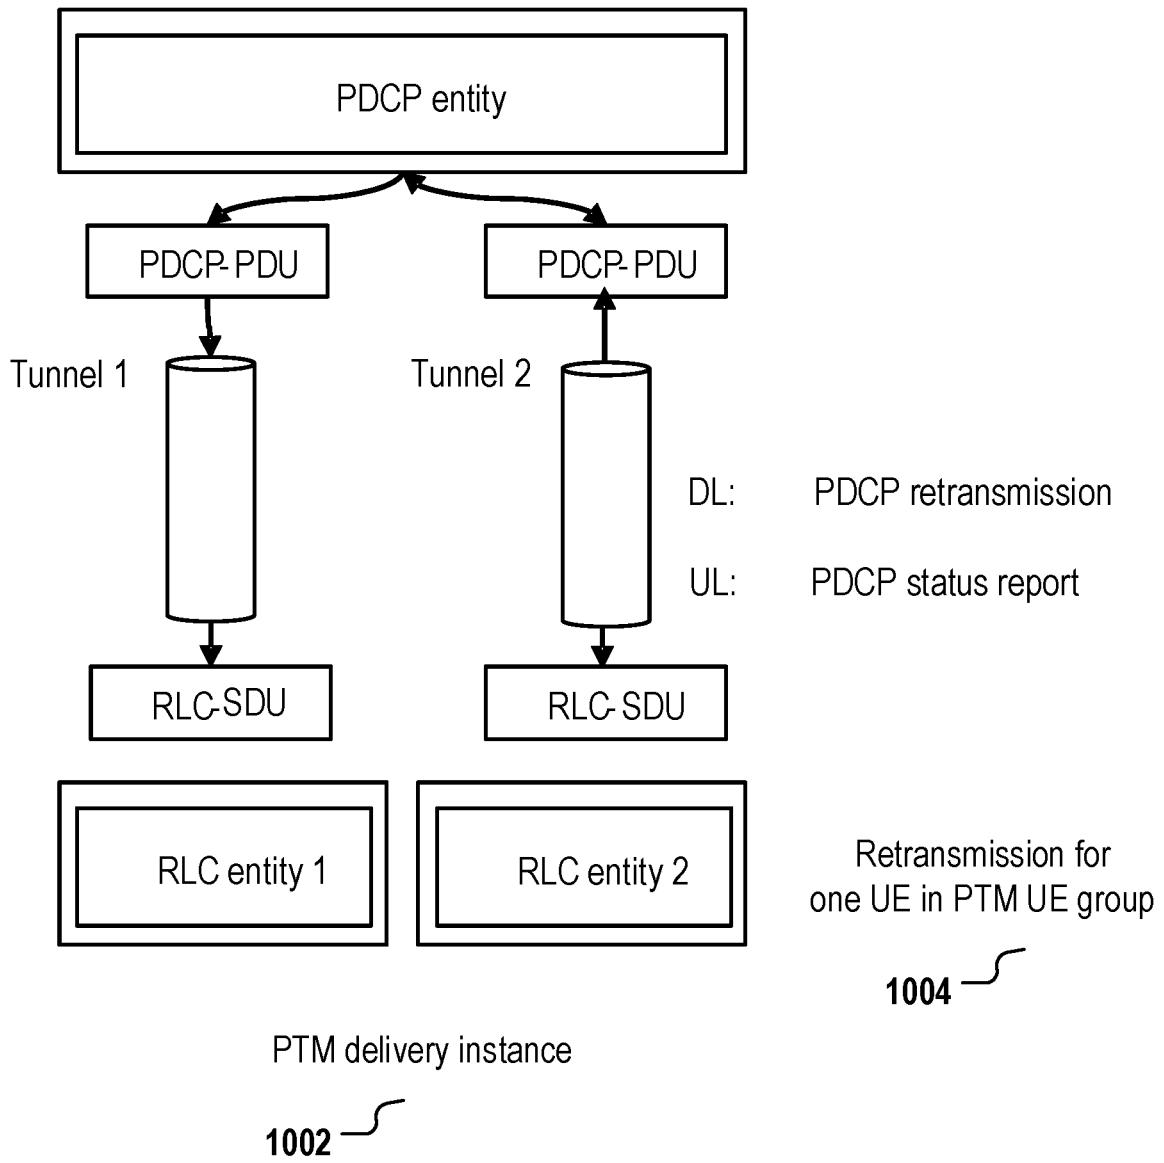 PDCP entity
PDCP-PDU
PDCP-PDU
Tunnel 1
Tunnel 2
DL: PDCP retransmission
UL: PDCP status report
RLC-SDU
RLC-SDU
RLC entity 1
RLC entity 2
Retransmission for
one UE in PTM UE group
1004
PTM delivery instance
1002